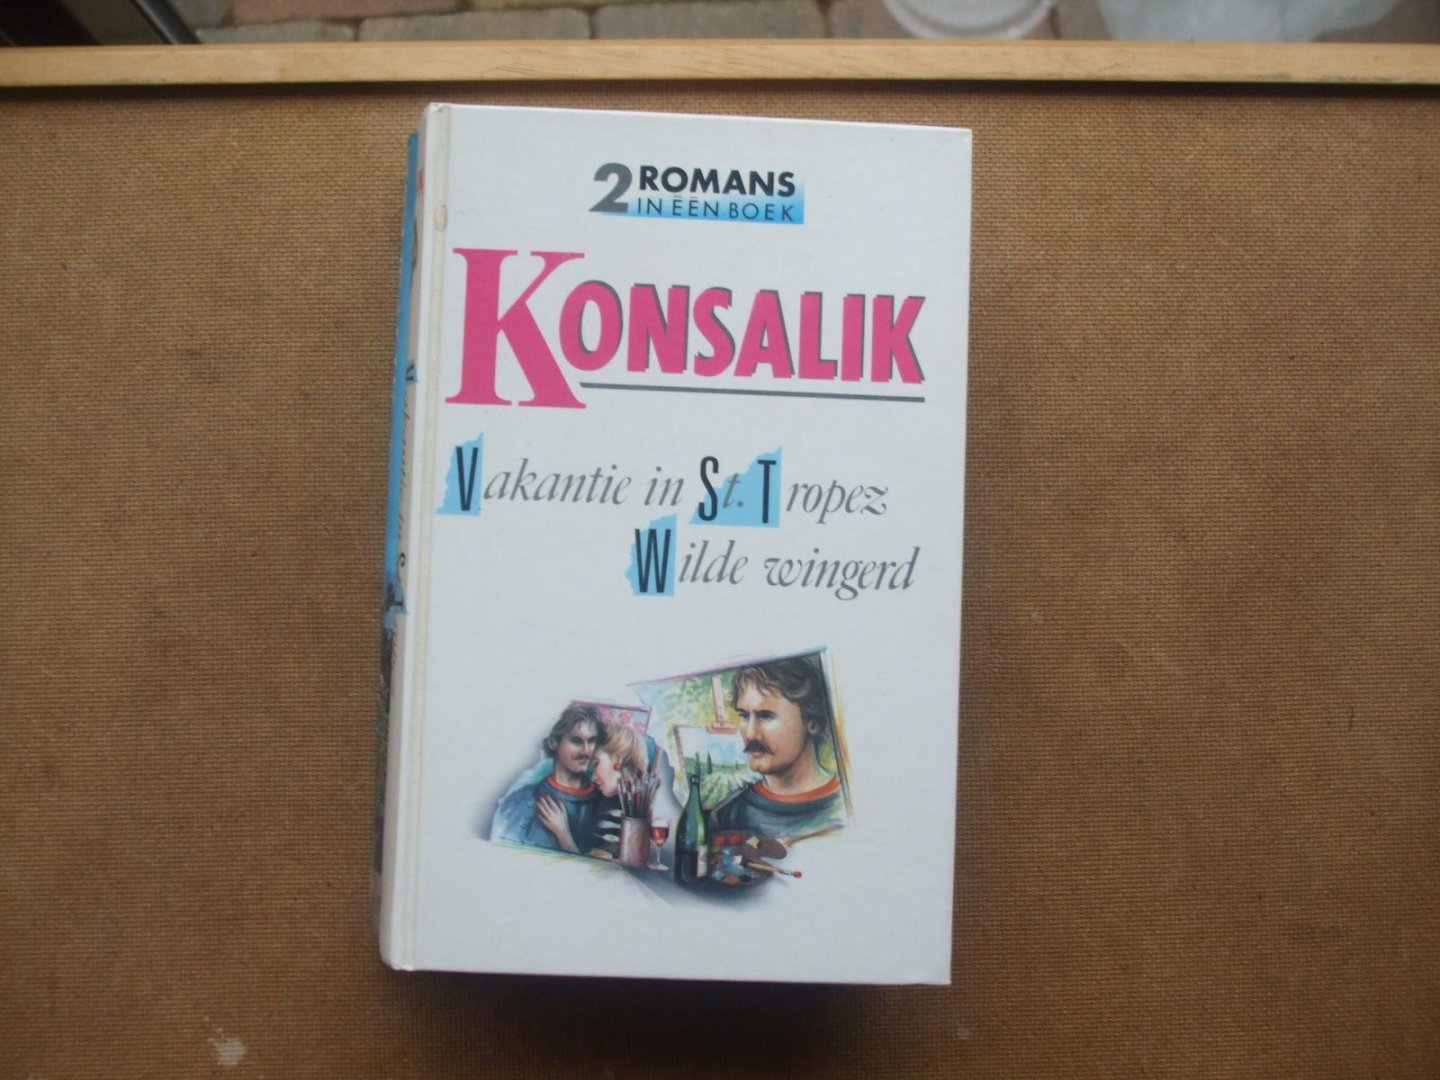 2 ROMANS
IN ÉÉN BOEK
KONSALIK
Vakantie in St. Tropez
Wilde wingerd